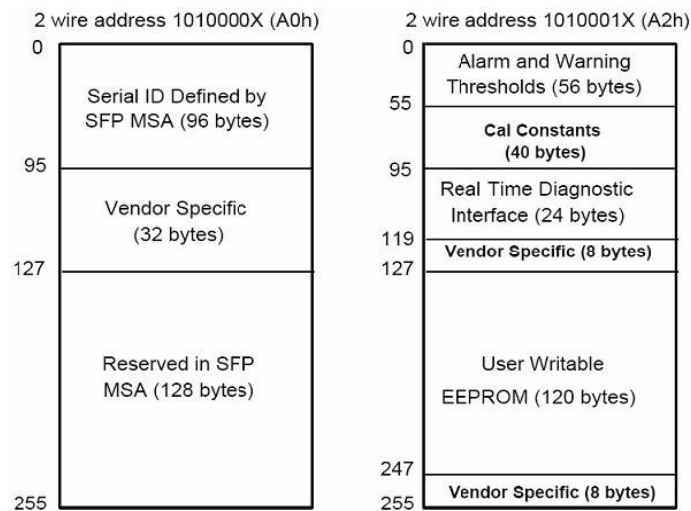 2 wire address 1010000X (A0h)
0
Serial ID Defined by
SFP MSA (96 bytes)
95
Vendor Specific
(32 bytes)
127
Reserved in SFP
MSA (128 bytes)
255
2 wire address 1010001X (A2h)
0
Alarm and Warning
Thresholds (56 bytes)
55
Cal Constants
(40 bytes)
95
Real Time Diagnostic
Interface (24 bytes)
119
Vendor Specific (8 bytes)
127
User Writable
EEPROM (120 bytes)
247
Vendor Specific (8 bytes)
255